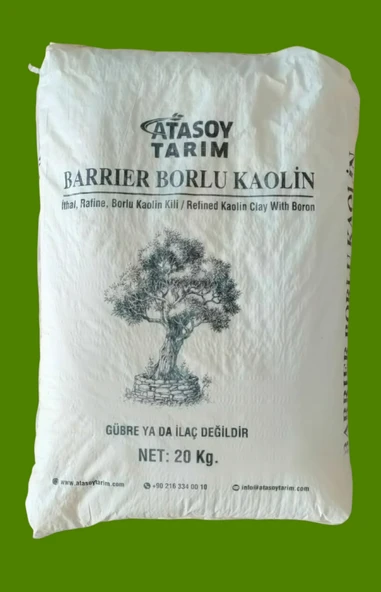 ATASOY
TARIM
BARRIER BORLU KAOLİN
İthal, Rafine, Borlu Kaolin Kili / Refined Kaolin Clay With Boron
GÜBRE YA DA İLAÇ DEĞİLDİR
NET: 20 Kg.
www.atasoytarim.com +90 216 334 00 18 info@atasoytarim.com
BARRIER BORLU KAOLİN